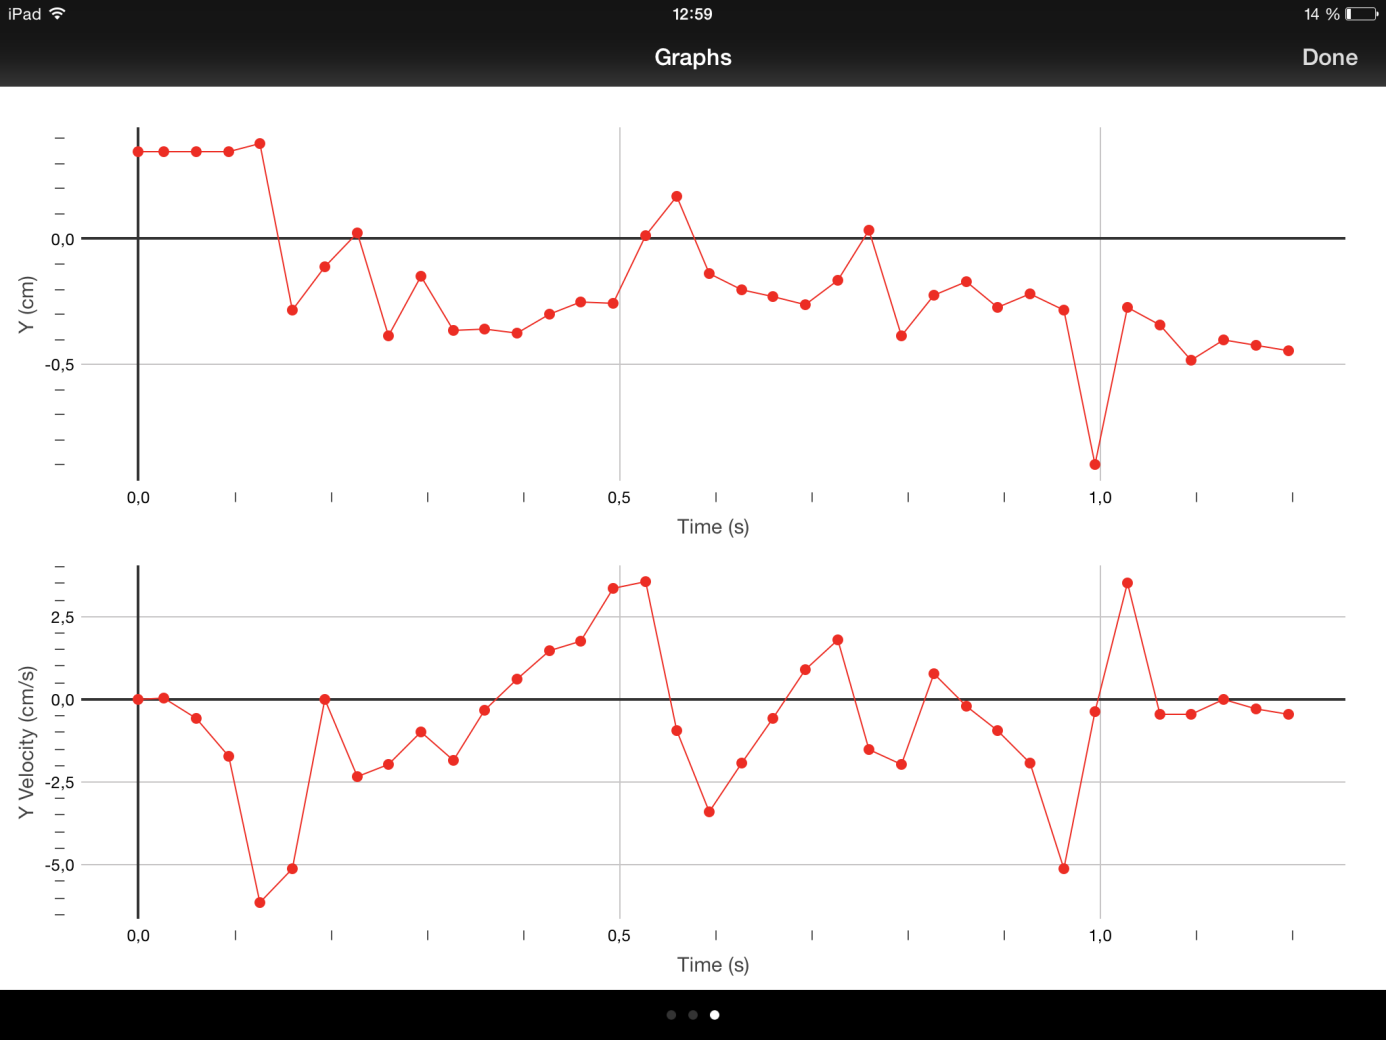 iPad 12:59 14 %
Graphs Done
0,0
-0,5
Y (cm)
0,0 0,5 1,0
Time (s)
2,5
0,0
-2,5
-5,0
Y Velocity (cm/s)
0,0 0,5 1,0
Time (s)